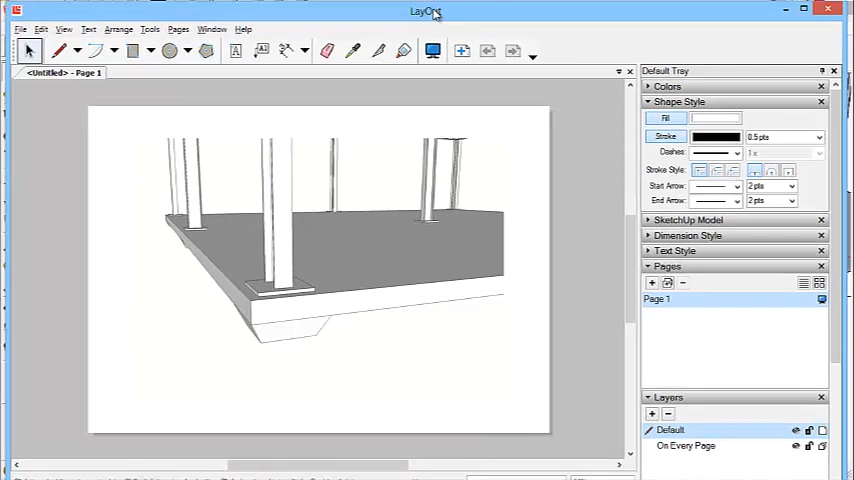 LayOut
File Edit View Text Arrange Tools Pages Window Help
<Untitled> - Page 1
Default Tray
Colors
Shape Style
Fill
Stroke 0.5 pts
Dashes: 1 x
Stroke Style:
Start Arrow: 2 pts
End Arrow: 2 pts
SketchUp Model
Dimension Style
Text Style
Pages
Page 1
Layers
Default
On Every Page